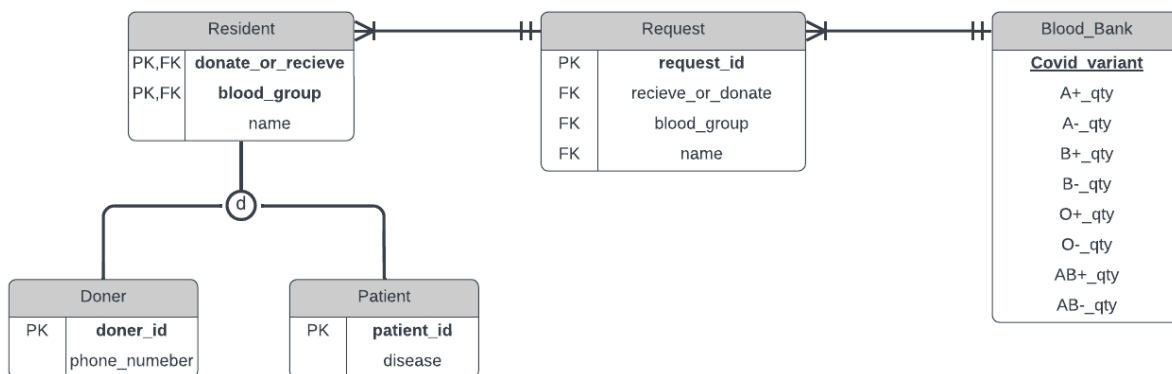 Resident
PK,FK donate_or_recieve
PK,FK blood_group
name
Request
PK request_id
FK recieve_or_donate
FK blood_group
FK name
Blood_Bank
Covid_variant
A+_qty
A-_qty
B+_qty
B-_qty
O+_qty
O-_qty
AB+_qty
AB-_qty
d
Doner
PK doner_id
phone_numeber
Patient
PK patient_id
disease